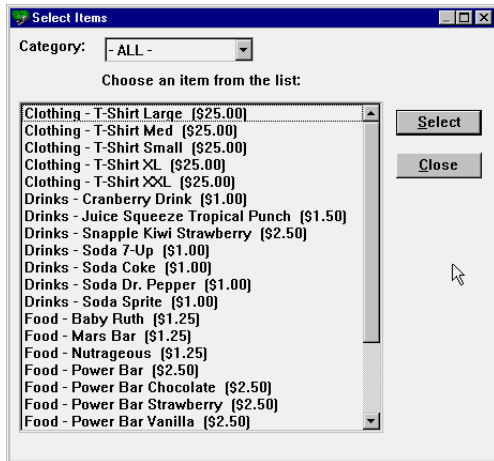 Select Items
Category:
- ALL -
Choose an item from the list:
Clothing - T-Shirt Large ($25.00)
Clothing - T-Shirt Med ($25.00)
Clothing - T-Shirt Small ($25.00)
Clothing - T-Shirt XL ($25.00)
Clothing - T-Shirt XXL ($25.00)
Drinks - Cranberry Drink ($1.00)
Drinks - Juice Squeeze Tropical Punch ($1.50)
Drinks - Snapple Kiwi Strawberry ($2.50)
Drinks - Soda 7-Up ($1.00)
Drinks - Soda Coke ($1.00)
Drinks - Soda Dr. Pepper ($1.00)
Drinks - Soda Sprite ($1.00)
Food - Baby Ruth ($1.25)
Food - Mars Bar ($1.25)
Food - Nutrageous ($1.25)
Food - Power Bar ($2.50)
Food - Power Bar Chocolate ($2.50)
Food - Power Bar Strawberry ($2.50)
Food - Power Bar Vanilla ($2.50)
Select
Close